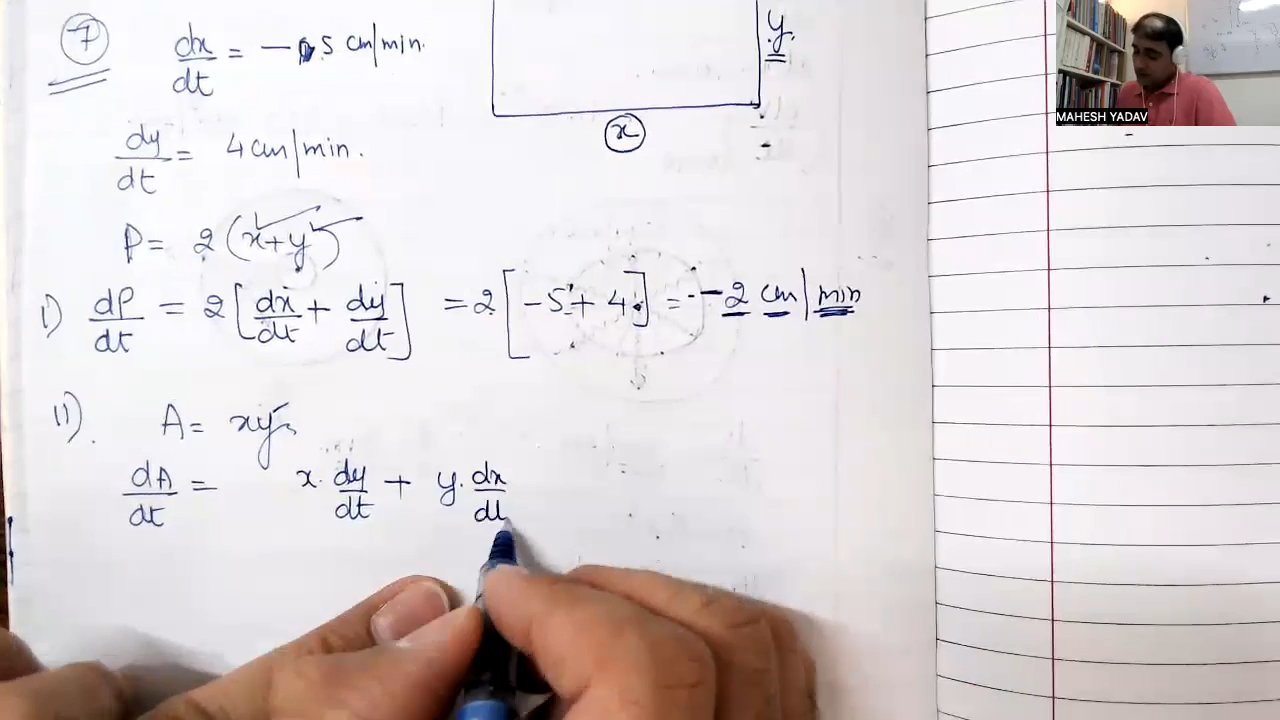 7
dx/dt = -5 cm/min.
y.
x
dy/dt = 4 cm/min.
P = 2(x+y)
I) dP/dt = 2[dx/dt + dy/dt] = 2[-5 + 4] = -2 cm/min
II). A = xy
dA/dt = x. dy/dt + y. dx/dt
MAHESH YADAV